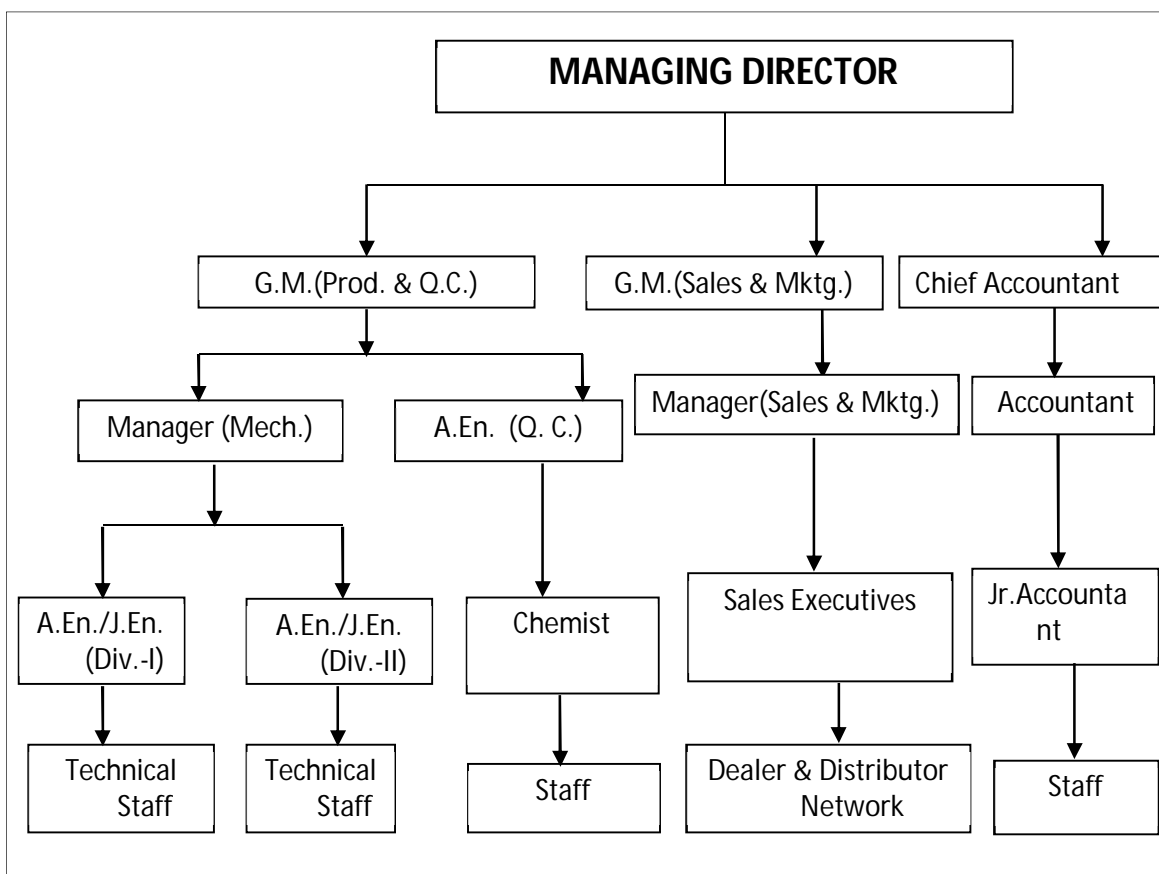 MANAGING DIRECTOR
G.M.(Prod. & Q.C.)
G.M.(Sales & Mktg.)
Chief Accountant
Manager (Mech.)
A.En. (Q. C.)
Manager(Sales & Mktg.)
Accountant
A.En./J.En.
(Div.-I)
A.En./J.En.
(Div.-II)
Chemist
Sales Executives
Jr.Accounta
nt
Technical
Staff
Technical
Staff
Staff
Dealer & Distributor
Network
Staff